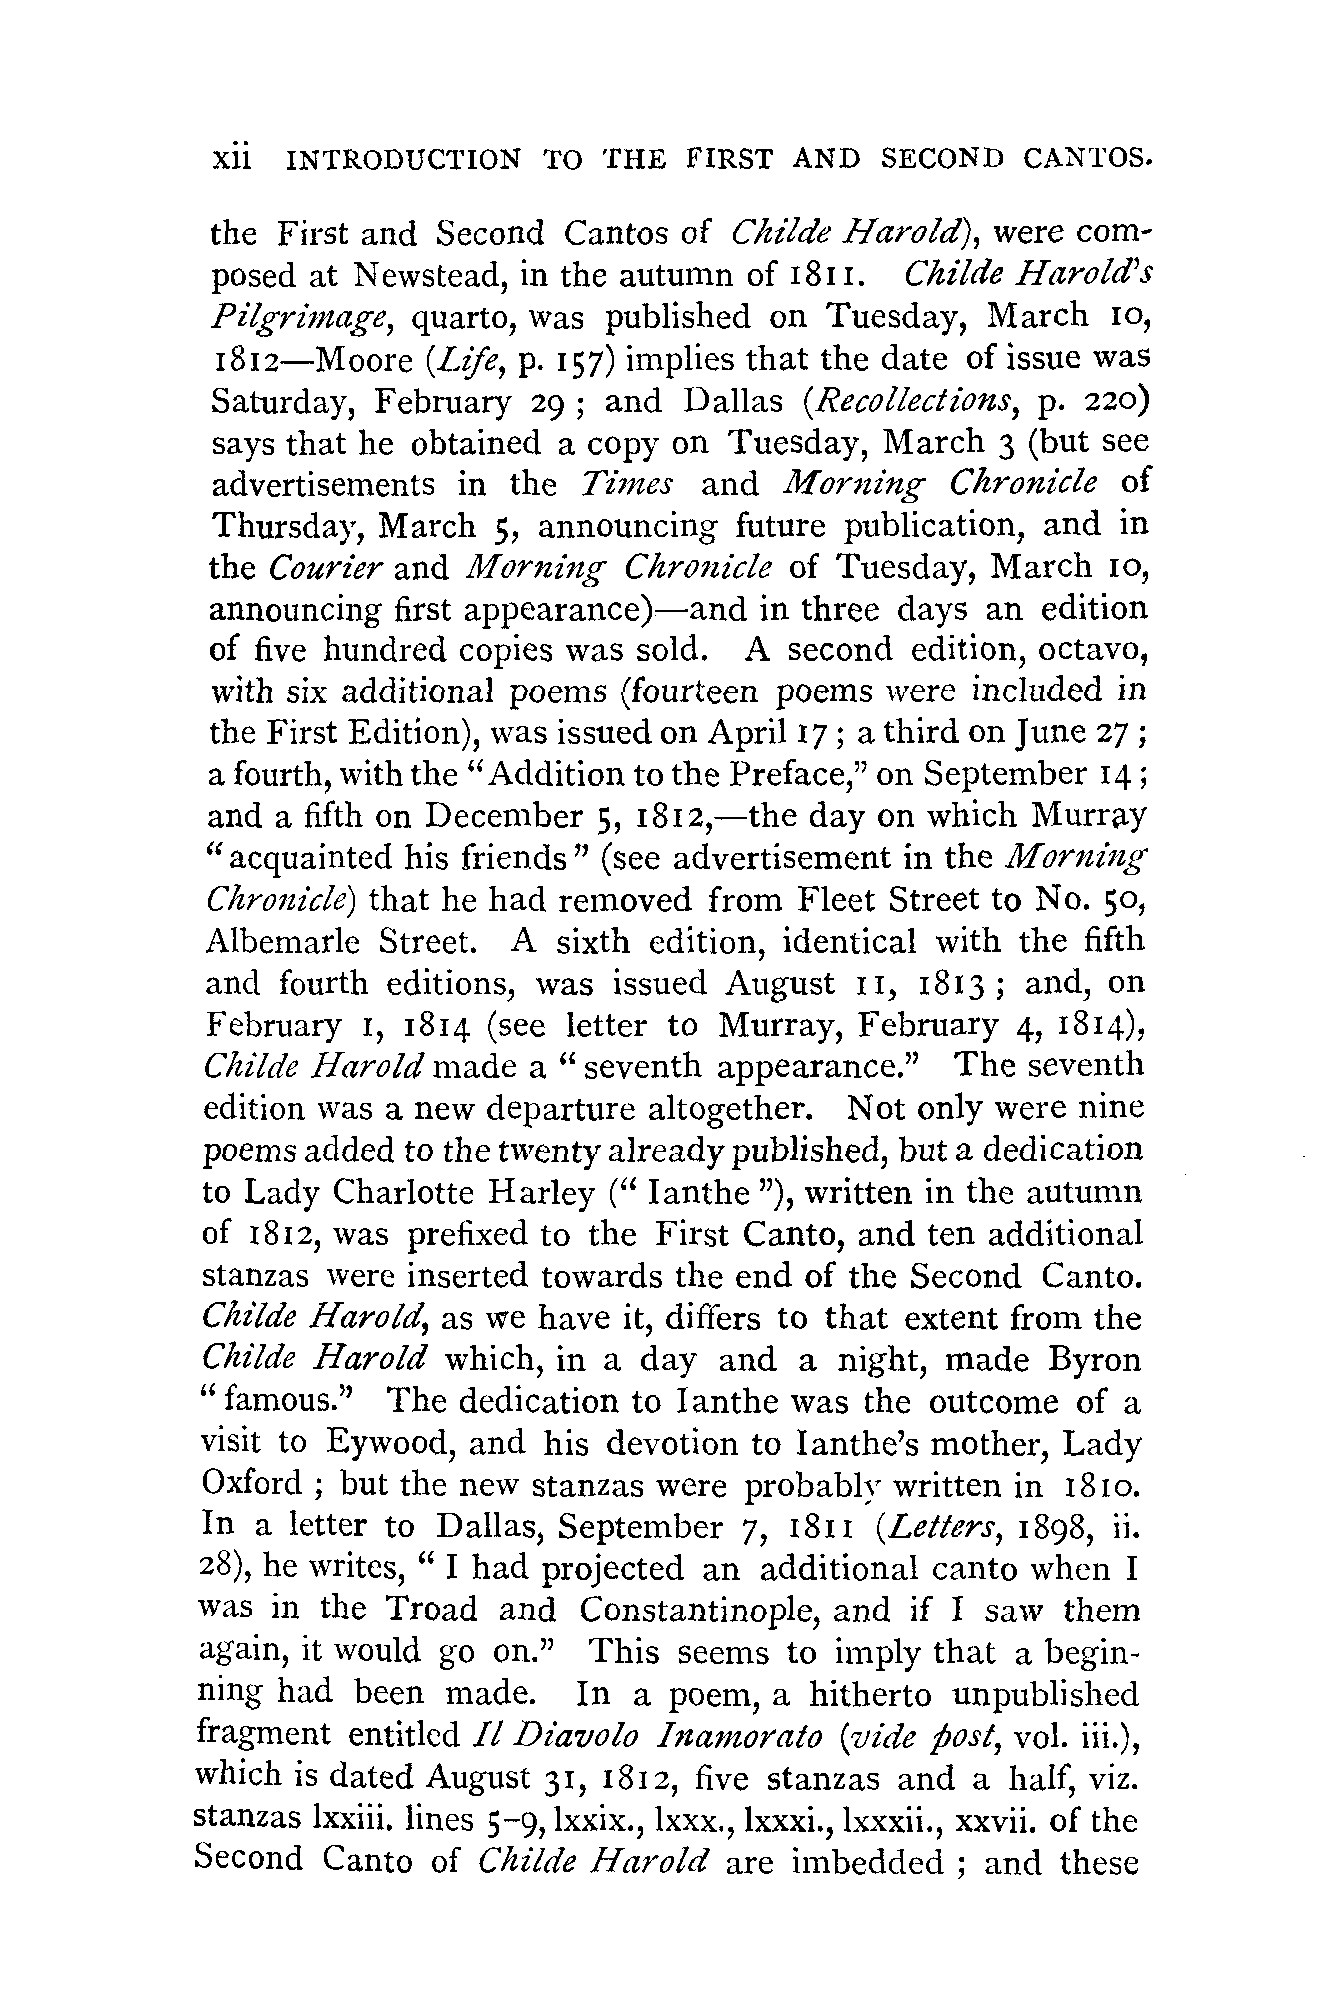 xii INTRODUCTION TO THE FIRST AND SECOND CANTOS.
the First and Second Cantos of Childe Harold), were com-
posed at Newstead, in the autumn of 1811. Childe Harold's
Pilgrimage, quarto, was published on Tuesday, March 10,
1812—Moore (Life, p. 157) implies that the date of issue was
Saturday, February 29 ; and Dallas (Recollections, p. 220)
says that he obtained a copy on Tuesday, March 3 (but see
advertisements in the Times and Morning Chronicle of
Thursday, March 5, announcing future publication, and in
the Courier and Morning Chronicle of Tuesday, March 10,
announcing first appearance)—and in three days an edition
of five hundred copies was sold. A second edition, octavo,
with six additional poems (fourteen poems were included in
the First Edition), was issued on April 17 ; a third on June 27 ;
a fourth, with the "Addition to the Preface," on September 14 ;
and a fifth on December 5, 1812,—the day on which Murray
"acquainted his friends" (see advertisement in the Morning
Chronicle) that he had removed from Fleet Street to No. 50,
Albemarle Street. A sixth edition, identical with the fifth
and fourth editions, was issued August 11, 1813 ; and, on
February 1, 1814 (see letter to Murray, February 4, 1814),
Childe Harold made a "seventh appearance." The seventh
edition was a new departure altogether. Not only were nine
poems added to the twenty already published, but a dedication
to Lady Charlotte Harley ("Ianthe"), written in the autumn
of 1812, was prefixed to the First Canto, and ten additional
stanzas were inserted towards the end of the Second Canto.
Childe Harold, as we have it, differs to that extent from the
Childe Harold which, in a day and a night, made Byron
"famous." The dedication to Ianthe was the outcome of a
visit to Eywood, and his devotion to Ianthe's mother, Lady
Oxford ; but the new stanzas were probably written in 1810.
In a letter to Dallas, September 7, 1811 (Letters, 1898, ii.
28), he writes, "I had projected an additional canto when I
was in the Troad and Constantinople, and if I saw them
again, it would go on." This seems to imply that a begin-
ning had been made. In a poem, a hitherto unpublished
fragment entitled Il Diavolo Inamorato (vide post, vol. iii.),
which is dated August 31, 1812, five stanzas and a half, viz.
stanzas lxxiii. lines 5-9, lxxix., lxxx., lxxxi., lxxxii., xxvii. of the
Second Canto of Childe Harold are imbedded ; and these